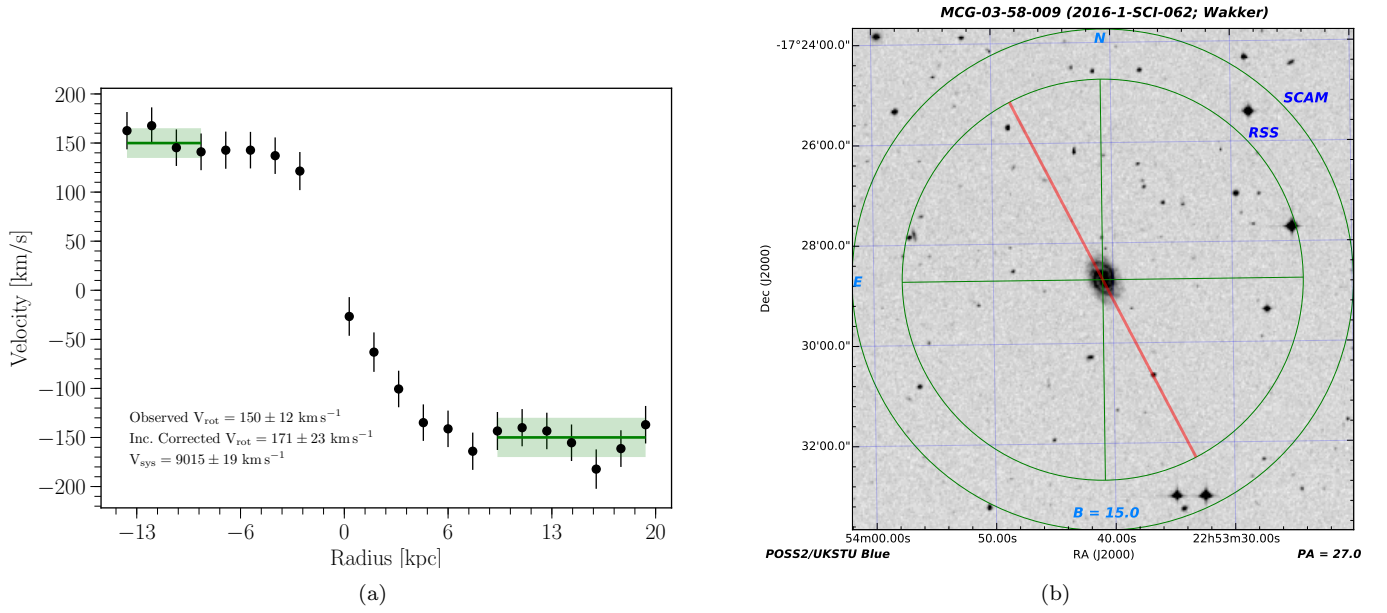 200
150
100
50
0
−50
−100
−150
−200
Velocity [km/s]
Observed V_rot = 150 ± 12 km s⁻¹
Inc. Corrected V_rot = 171 ± 23 km s⁻¹
V_sys = 9015 ± 19 km s⁻¹
−13 −6 0 6 13 20
Radius [kpc]
(a)
MCG-03-58-009 (2016-1-SCI-062; Wakker)
-17°24'00.0"
26'00.0"
28'00.0"
30'00.0"
32'00.0"
Dec (J2000)
N
SCAM
RSS
E
B = 15.0
54m00.00s 50.00s 40.00s 22h53m30.00s
POSS2/UKSTU Blue RA (J2000) PA = 27.0
(b)